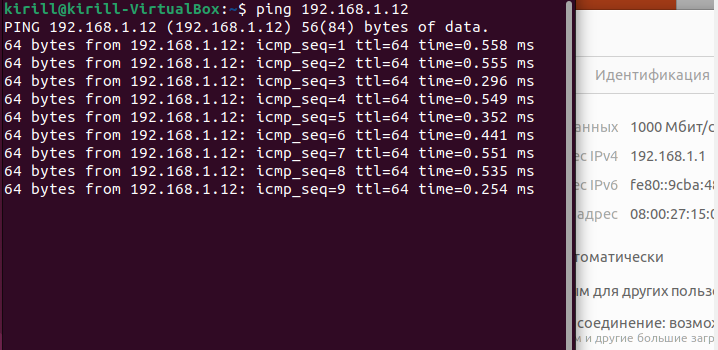 kirill@kirill-VirtualBox:~$ ping 192.168.1.12
PING 192.168.1.12 (192.168.1.12) 56(84) bytes of data.
64 bytes from 192.168.1.12: icmp_seq=1 ttl=64 time=0.558 ms
64 bytes from 192.168.1.12: icmp_seq=2 ttl=64 time=0.555 ms
64 bytes from 192.168.1.12: icmp_seq=3 ttl=64 time=0.296 ms
64 bytes from 192.168.1.12: icmp_seq=4 ttl=64 time=0.549 ms
64 bytes from 192.168.1.12: icmp_seq=5 ttl=64 time=0.352 ms
64 bytes from 192.168.1.12: icmp_seq=6 ttl=64 time=0.441 ms
64 bytes from 192.168.1.12: icmp_seq=7 ttl=64 time=0.551 ms
64 bytes from 192.168.1.12: icmp_seq=8 ttl=64 time=0.535 ms
64 bytes from 192.168.1.12: icmp_seq=9 ttl=64 time=0.254 ms
Идентификация
анных 1000 Мбит/с
ес IPv4 192.168.1.1
ес IPv6 fe80::9cba:48
адрес 08:00:27:15:0
томатически
ым для других польз
соединение: возмож
м и другие большие загр